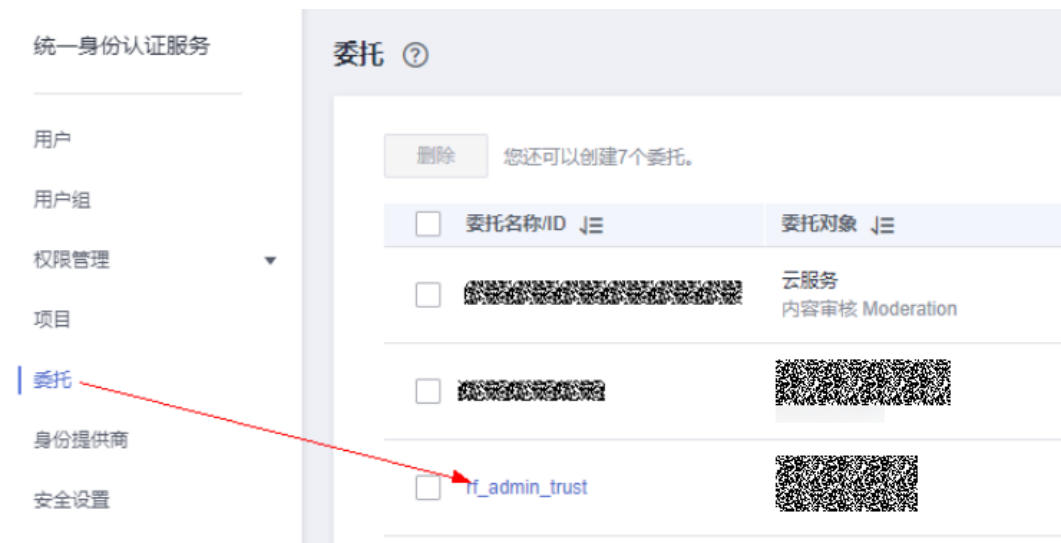 统一身份认证服务
用户
用户组
权限管理
项目
委托
身份提供商
安全设置
委托 ?
删除 您还可以创建7个委托。
委托名称/ID 委托对象
云服务
内容审核 Moderation
rf_admin_trust